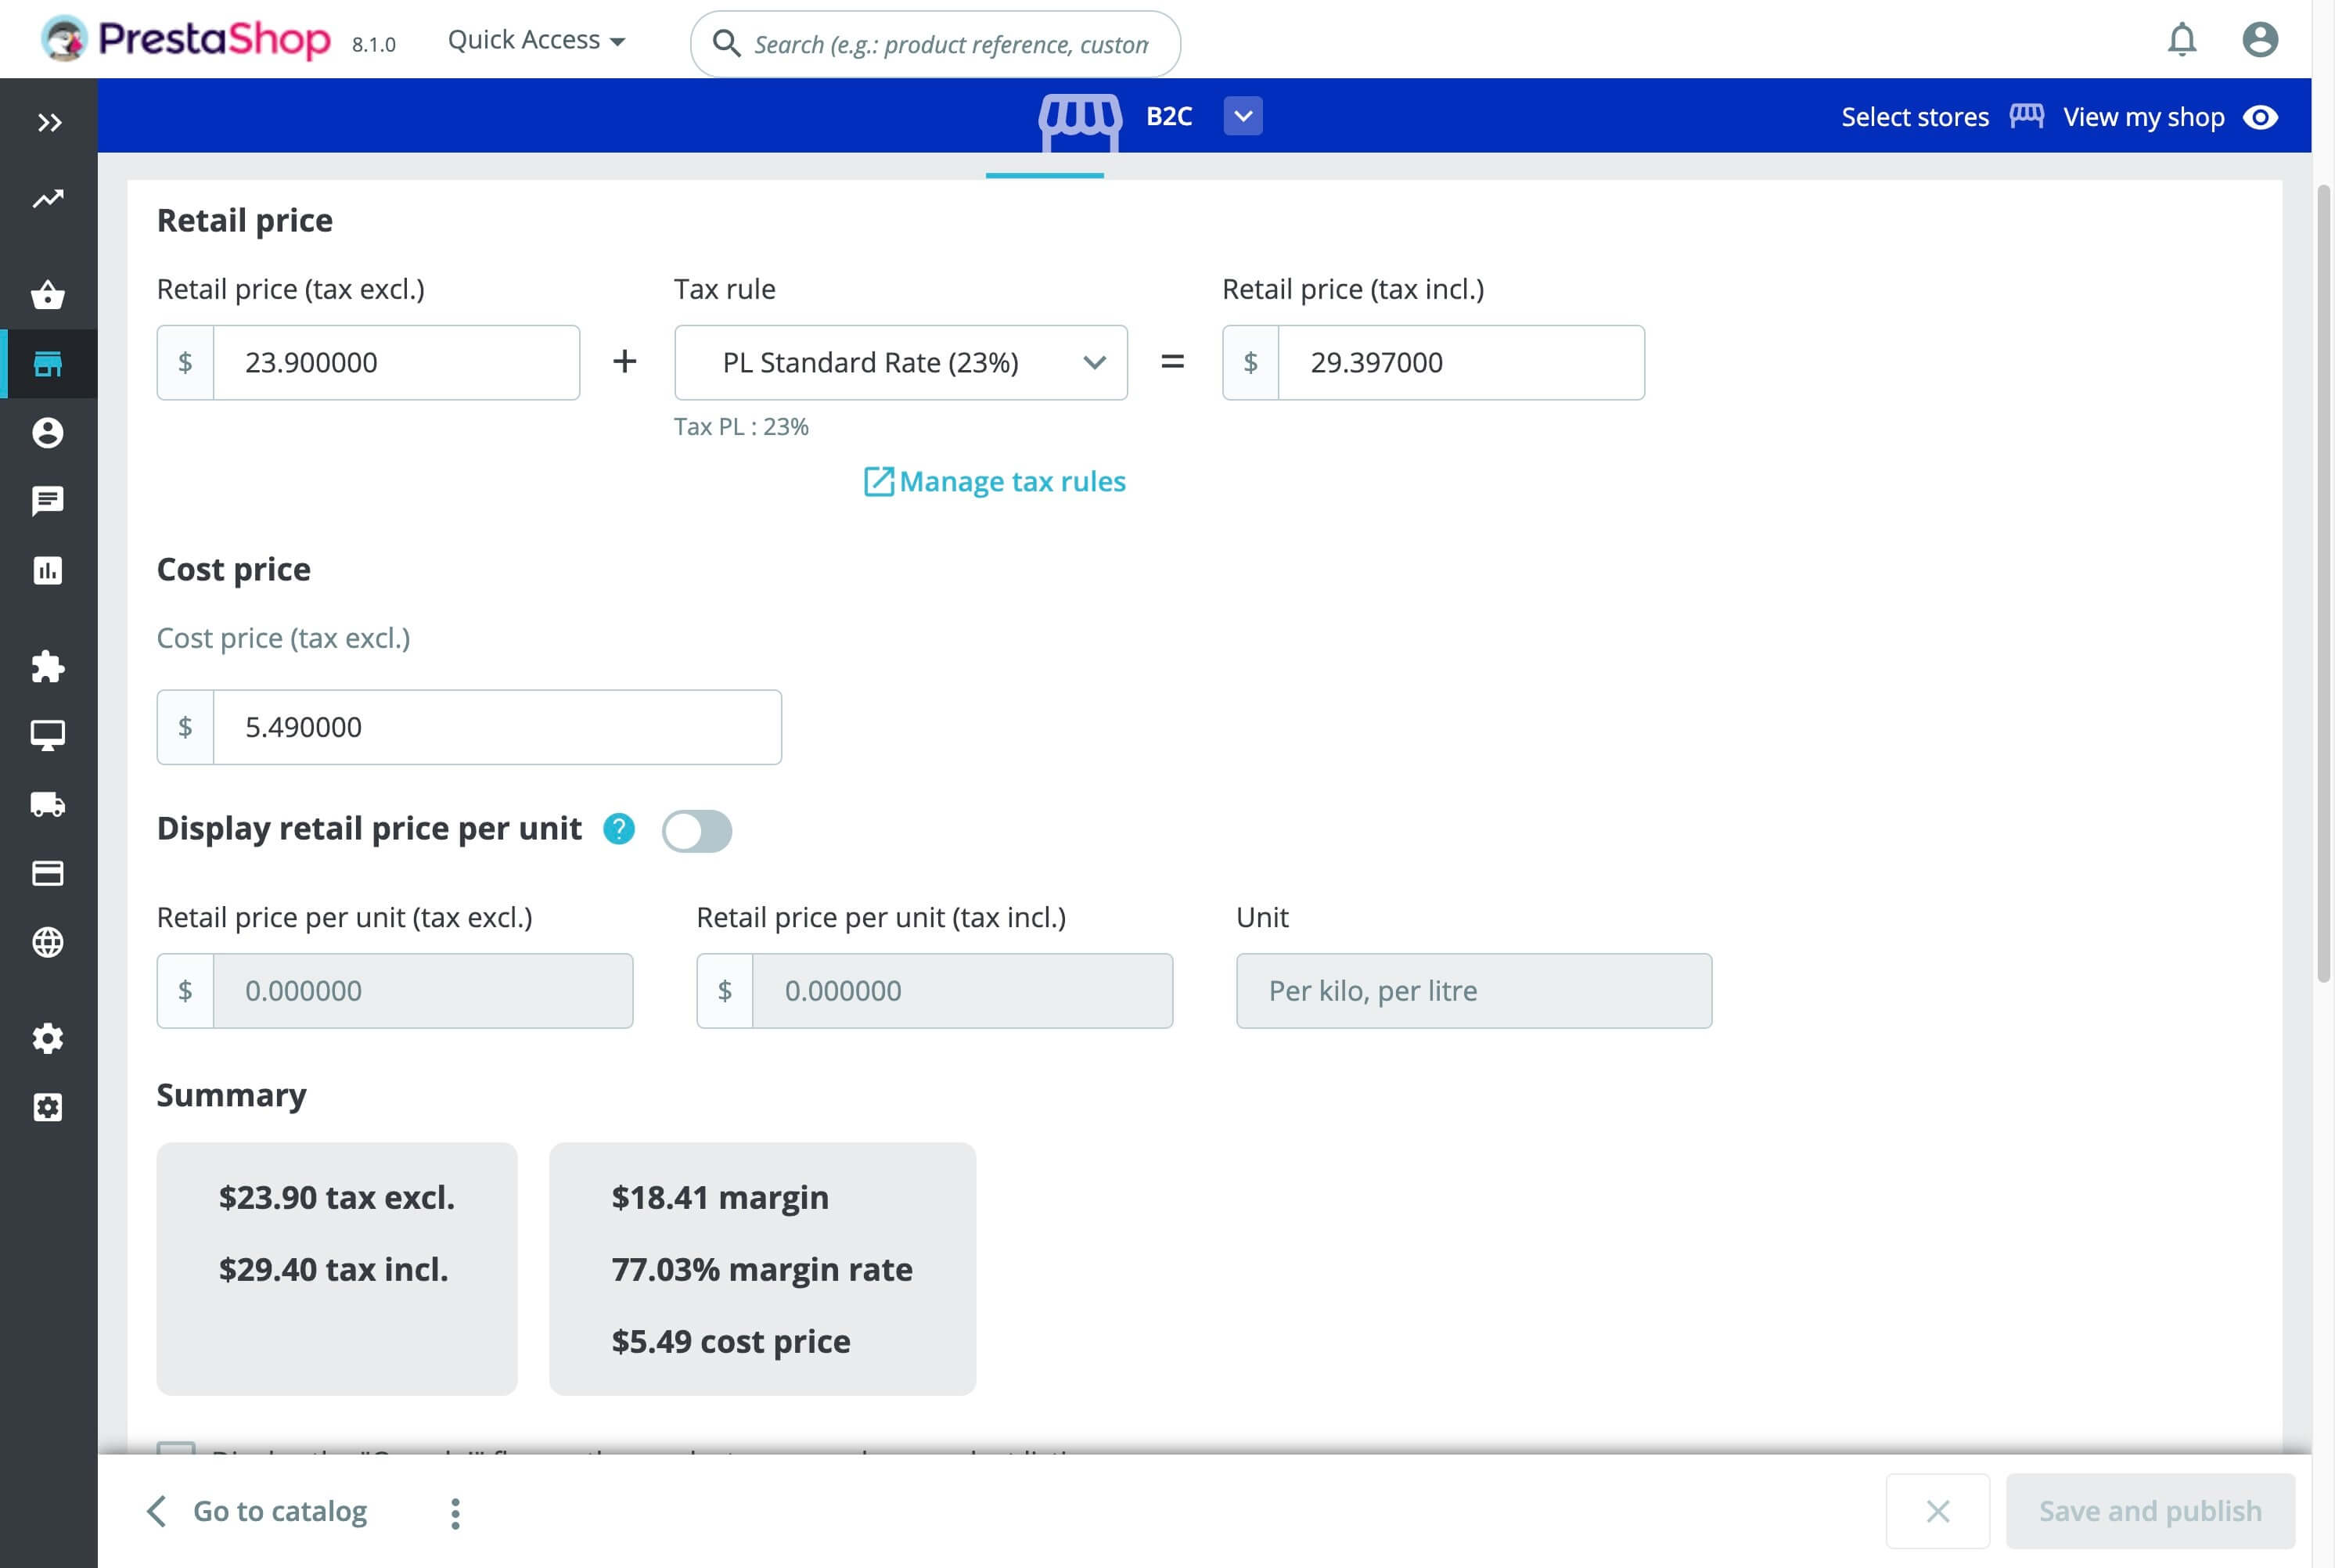 PrestaShop 8.1.0 Quick Access Search (e.g.: product reference, custon
B2C Select stores View my shop
Retail price
Retail price (tax excl.) Tax rule Retail price (tax incl.)
$ 23.900000 + PL Standard Rate (23%) = $ 29.397000
Tax PL : 23%
Manage tax rules
Cost price
Cost price (tax excl.)
$ 5.490000
Display retail price per unit ?
Retail price per unit (tax excl.) Retail price per unit (tax incl.) Unit
$ 0.000000 $ 0.000000 Per kilo, per litre
Summary
$23.90 tax excl. $18.41 margin
$29.40 tax incl. 77.03% margin rate
$5.49 cost price
Go to catalog Save and publish